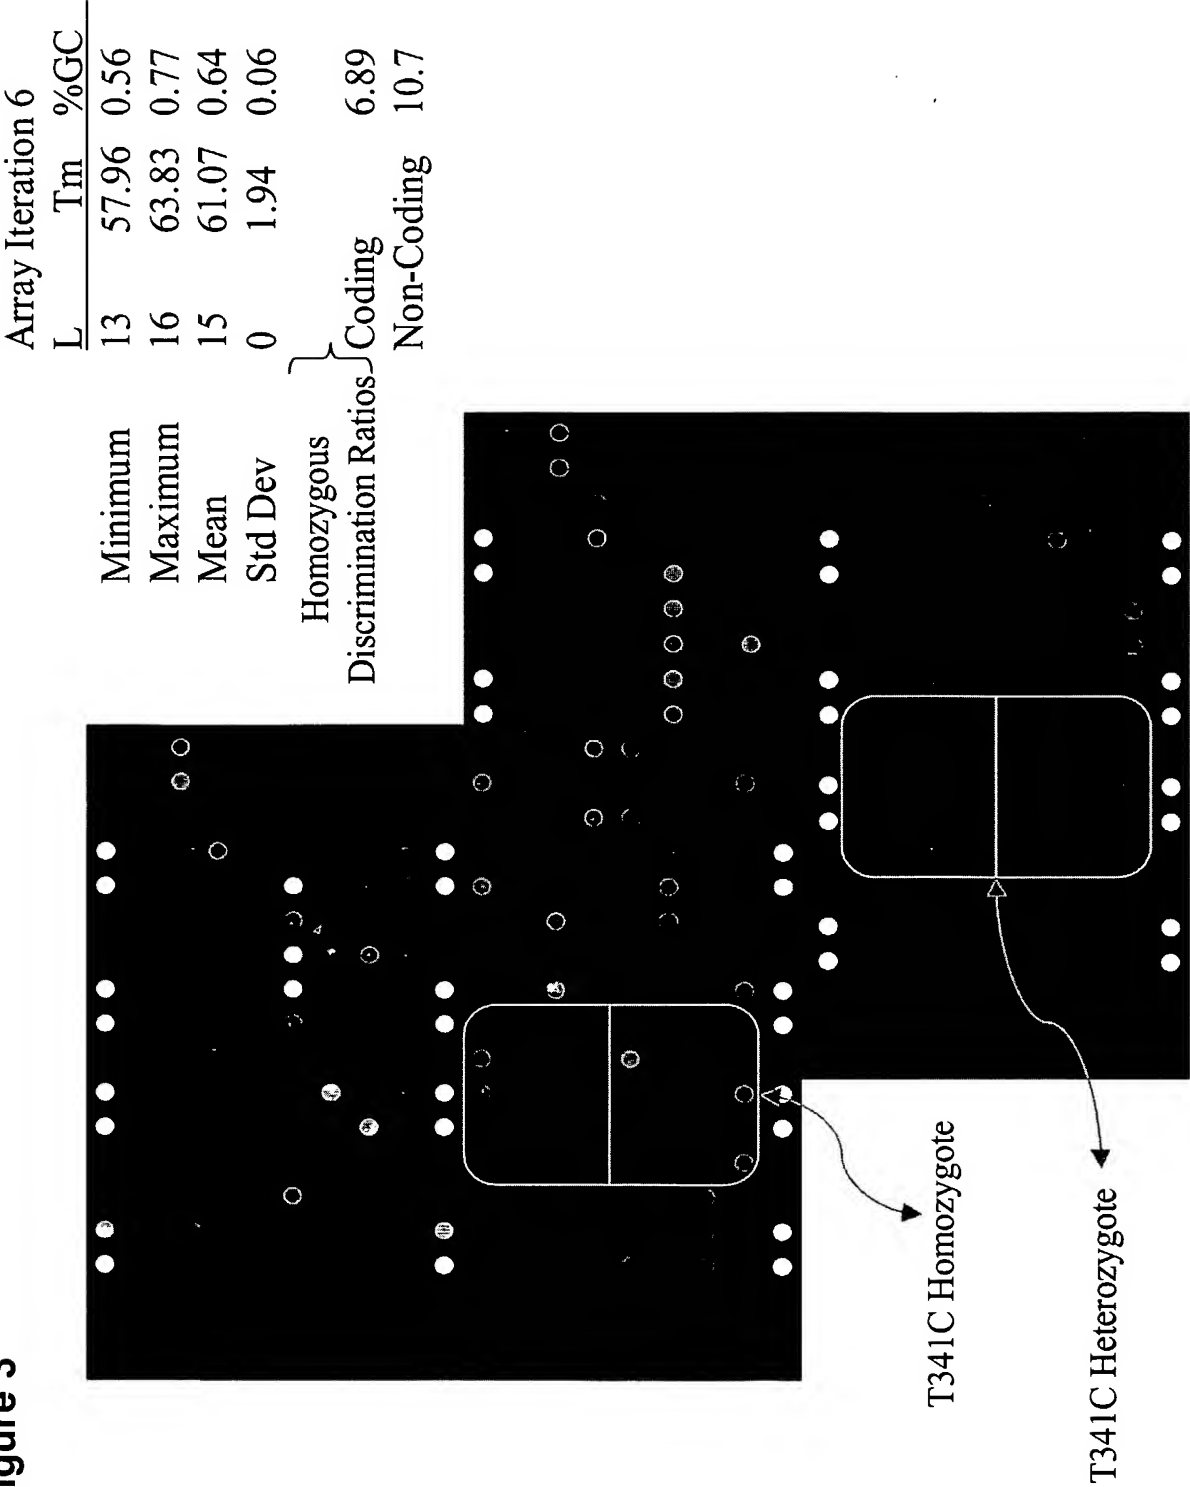 Array Iteration 6
L Tm %GC
Minimum 13 57.96 0.56
Maximum 16 63.83 0.77
Mean 15 61.07 0.64
Std Dev 0 1.94 0.06
Homozygous
Discrimination Ratios
Coding 6.89
Non-Coding 10.7
T341C Homozygote
T341C Heterozygote